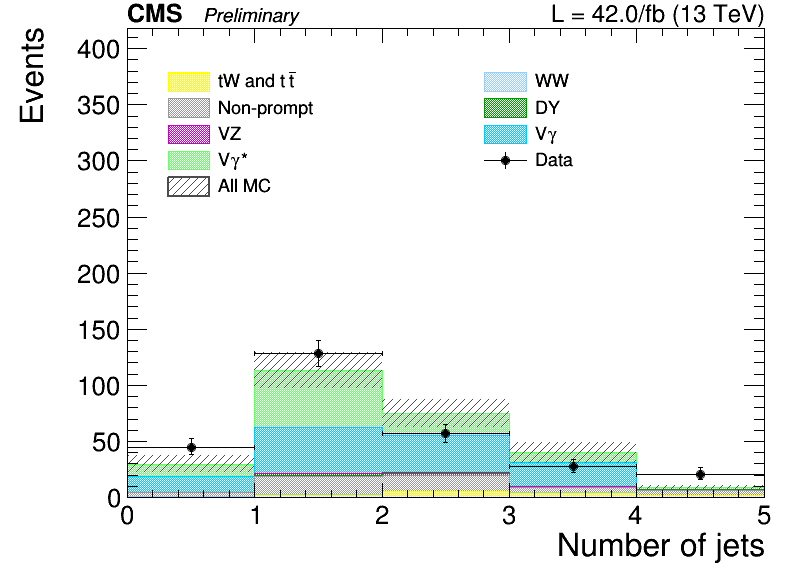 CMS Preliminary L = 42.0/fb (13 TeV)
Events
400
350
300
250
200
150
100
50
0
tW and t t̅
Non-prompt
VZ
Vγ*
All MC
WW
DY
Vγ
Data
0 1 2 3 4 5
Number of jets